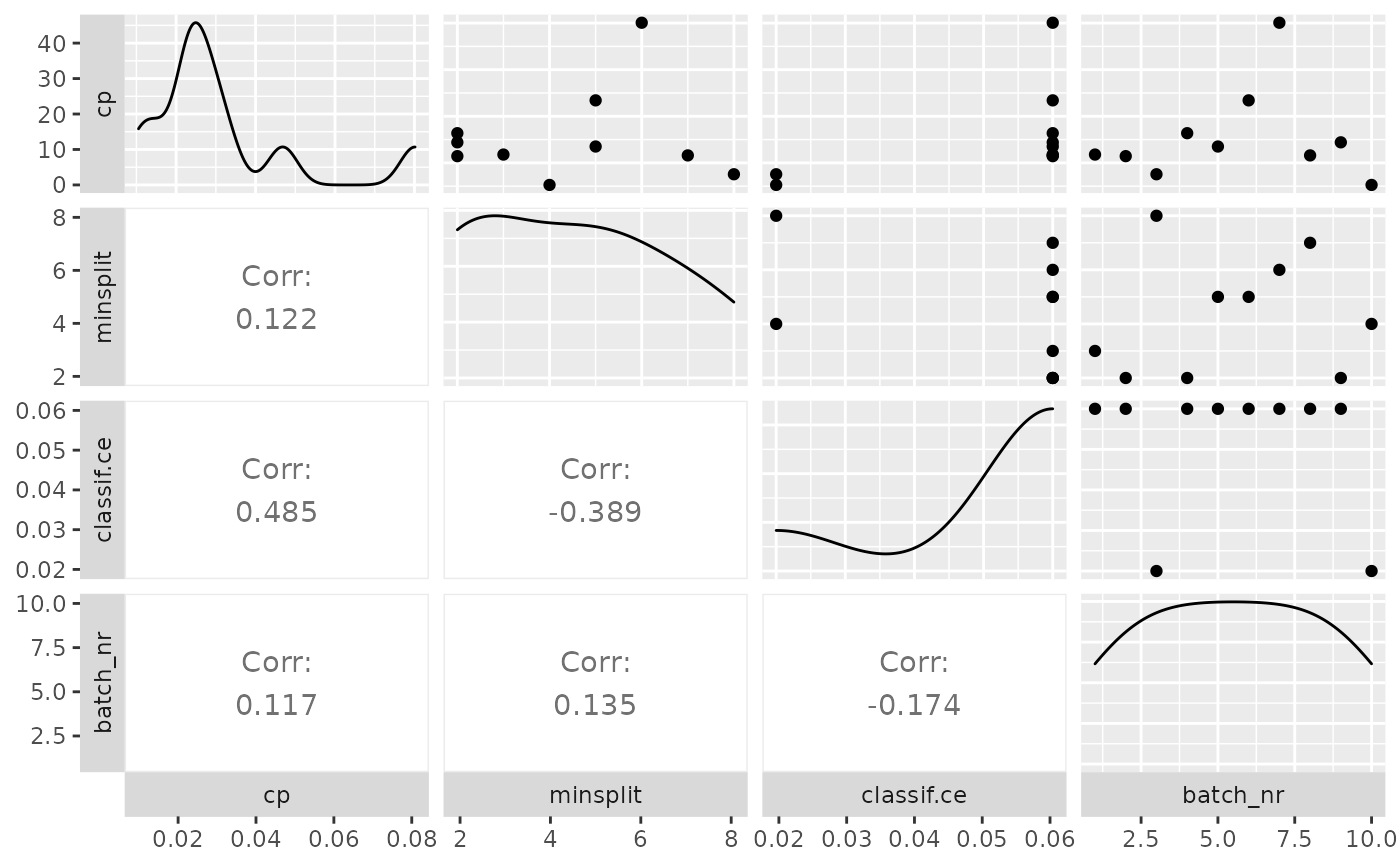 40
30
20
10
0
cp
8
6
4
2
minsplit
Corr:
0.122
0.06
0.05
0.04
0.03
0.02
classif.ce
Corr:
0.485
Corr:
-0.389
10.0
7.5
5.0
2.5
batch_nr
Corr:
0.117
Corr:
0.135
Corr:
-0.174
cp
minsplit
classif.ce
batch_nr
0.02 0.04 0.06 0.08
2 4 6 8
0.02 0.03 0.04 0.05 0.06
2.5 5.0 7.5 10.0